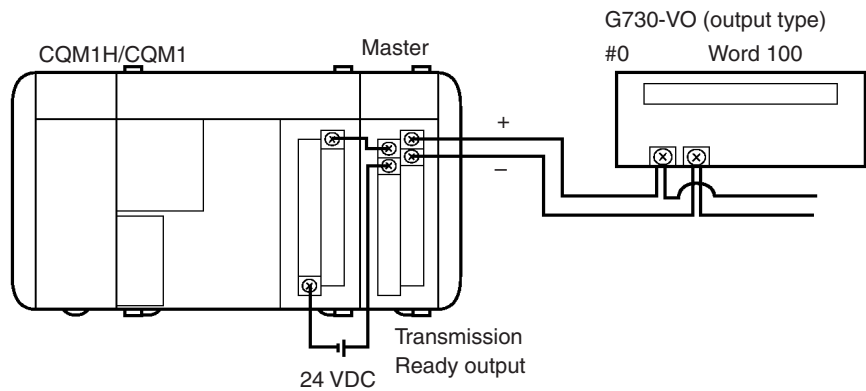 G730-VO (output type)
CQM1H/CQM1
Master
#0
Word 100
+
–
Transmission
Ready output
24 VDC